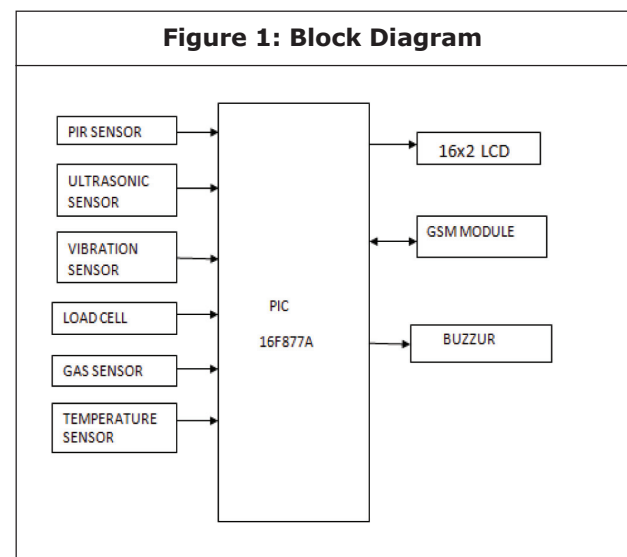 Figure 1: Block Diagram
PIR SENSOR
ULTRASONIC
SENSOR
VIBRATION
SENSOR
LOAD CELL
GAS SENSOR
TEMPERATURE
SENSOR
PIC
16F877A
16x2 LCD
GSM MODULE
BUZZUR